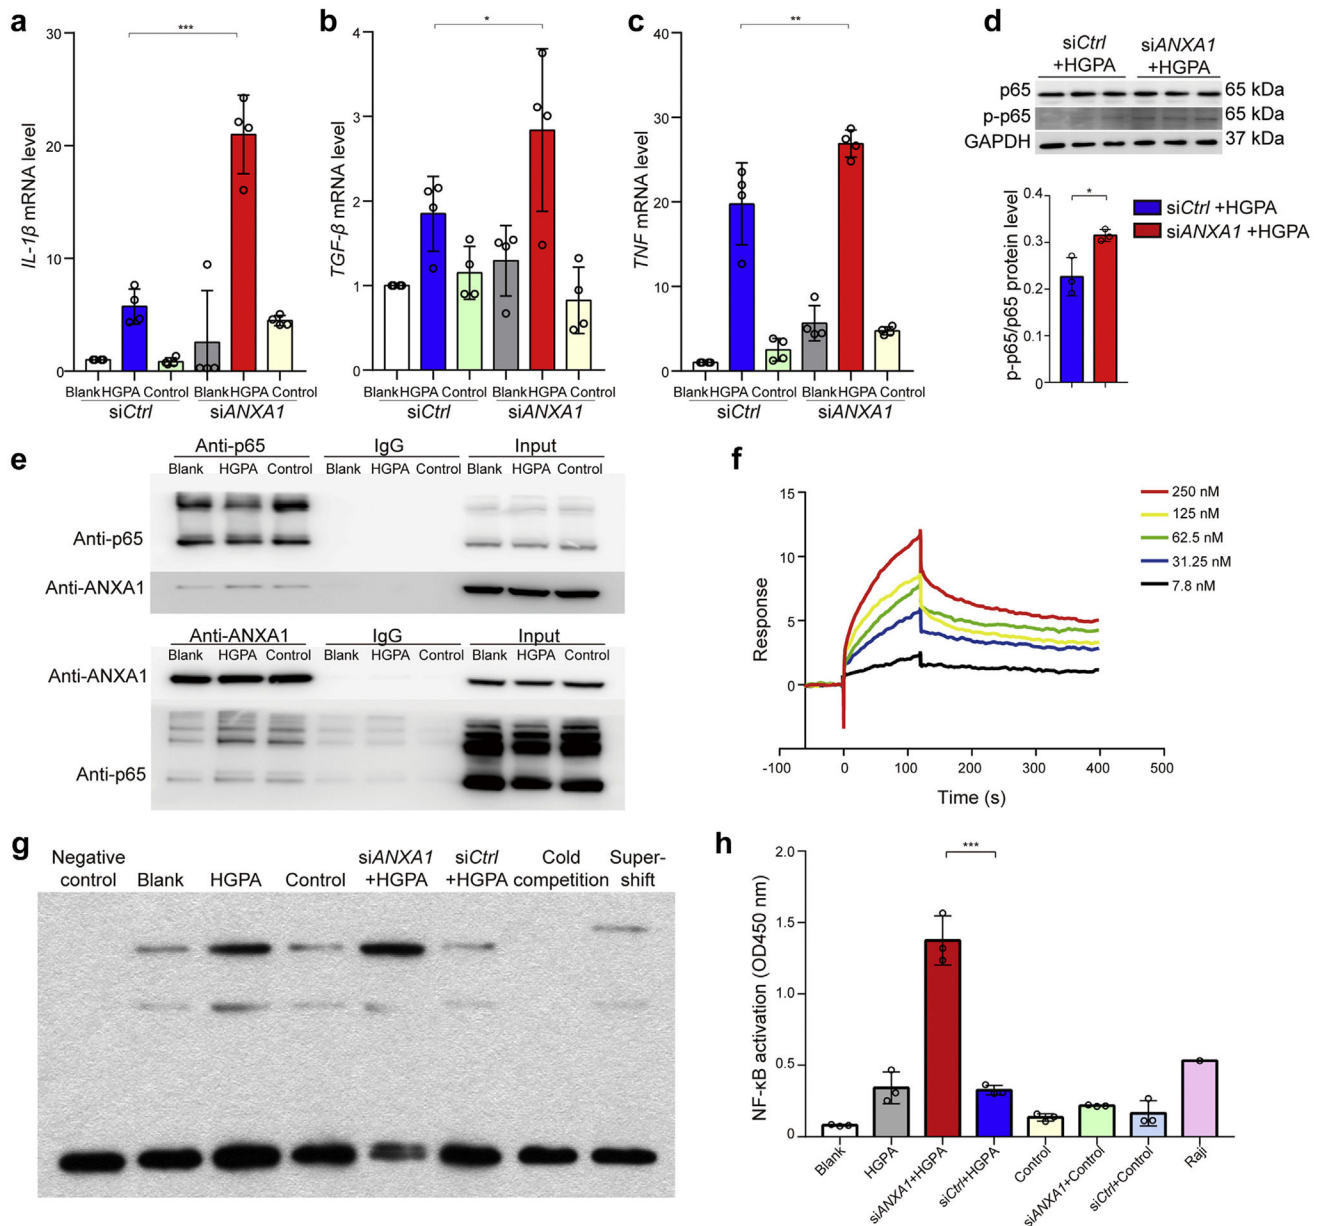 a
IL-1β mRNA level
30
20
10
0
***
Blank HGPA Control Blank HGPA Control
siCtrl siANXA1
b
TGF-β mRNA level
4
3
2
1
0
*
Blank HGPA Control Blank HGPA Control
siCtrl siANXA1
c
TNF mRNA level
40
30
20
10
0
**
Blank HGPA Control Blank HGPA Control
siCtrl siANXA1
d
siCtrl siANXA1
+HGPA +HGPA
p65 65 kDa
p-p65 65 kDa
GAPDH 37 kDa
p-p65/p65 protein level
0.4
0.3
0.2
0.1
0
*
siCtrl +HGPA
siANXA1 +HGPA
e
Anti-p65 IgG Input
Blank HGPA Control Blank HGPA Control Blank HGPA Control
Anti-p65
Anti-ANXA1
Anti-ANXA1 IgG Input
Blank HGPA Control Blank HGPA Control Blank HGPA Control
Anti-ANXA1
Anti-p65
f
Response
15
10
5
0
-100 0 100 200 300 400 500
Time (s)
250 nM
125 nM
62.5 nM
31.25 nM
7.8 nM
g
Negative siANXA1 siCtrl Cold Super-
control Blank HGPA Control +HGPA +HGPA competition shift
h
NF-κB activation (OD450 nm)
2.0
1.5
1.0
0.5
0
***
Blank
HGPA
siANXA1+HGPA
siCtrl+HGPA
Control
siANXA1+Control
siCtrl+Control
Raji